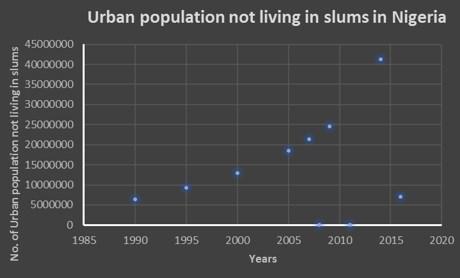 Urban population not living in slums in Nigeria
No. of Urban population not living in slums
45000000
40000000
35000000
30000000
25000000
20000000
15000000
10000000
5000000
0
1985 1990 1995 2000 2005 2010 2015 2020
Years